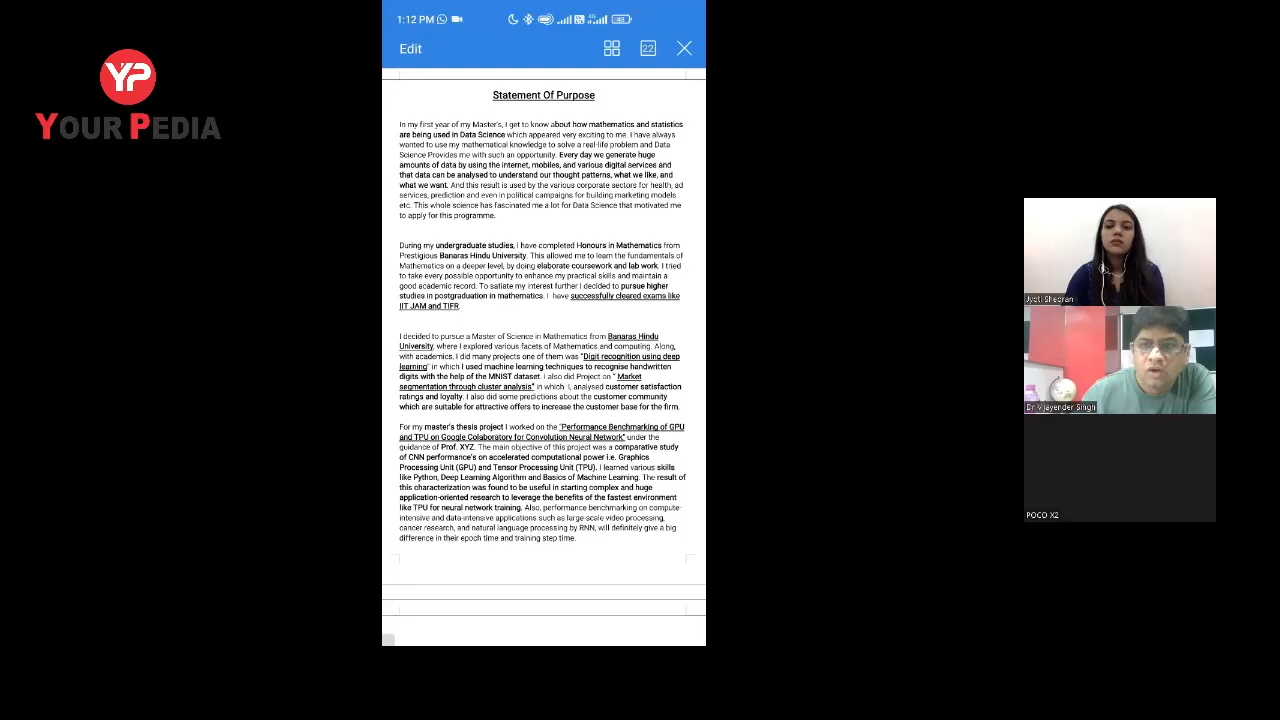 1:12 PM
4G
48
Edit
22
YP
YOUR PEDIA
Statement Of Purpose
In my first year of my Master's, I get to know about how mathematics and statistics
are being used in Data Science which appeared very exciting to me. I have always
wanted to use my mathematical knowledge to solve a real-life problem and Data
Science Provides me with such an opportunity. Every day we generate huge
amounts of data by using the internet, mobiles, and various digital services and
that data can be analysed to understand our thought patterns, what we like, and
what we want. And this result is used by the various corporate sectors for health, ad
services, prediction and even in political campaigns for building marketing models
etc. This whole science has fascinated me a lot for Data Science that motivated me
to apply for this programme.
During my undergraduate studies, I have completed Honours in Mathematics from
Prestigious Banaras Hindu University. This allowed me to learn the fundamentals of
Mathematics on a deeper level, by doing elaborate coursework and lab work. I tried
to take every possible opportunity to enhance my practical skills and maintain a
good academic record. To satiate my interest further I decided to pursue higher
studies in postgraduation in mathematics. I have successfully cleared exams like
IIT JAM and TIFR.
I decided to pursue a Master of Science in Mathematics from Banaras Hindu
University, where I explored various facets of Mathematics and computing. Along,
with academics, I did many projects one of them was "Digit recognition using deep
learning" in which I used machine learning techniques to recognise handwritten
digits with the help of the MNIST dataset. I also did Project on " Market
segmentation through cluster analysis" in which I, analysed customer satisfaction
ratings and loyalty. I also did some predictions about the customer community
which are suitable for attractive offers to increase the customer base for the firm.
For my master's thesis project I worked on the "Performance Benchmarking of GPU
and TPU on Google Colaboratory for Convolution Neural Network" under the
guidance of Prof. XYZ. The main objective of this project was a comparative study
of CNN performance's on accelerated computational power i.e. Graphics
Processing Unit (GPU) and Tensor Processing Unit (TPU). I learned various skills
like Python, Deep Learning Algorithm and Basics of Machine Learning. The result of
this characterization was found to be useful in starting complex and huge
application-oriented research to leverage the benefits of the fastest environment
like TPU for neural network training. Also, performance benchmarking on compute-
intensive and data-intensive applications such as large-scale video processing,
cancer research, and natural language processing by RNN, will definitely give a big
difference in their epoch time and training step time.
Jyoti Sheoran
Dr Vijayender Singh
POCO X2